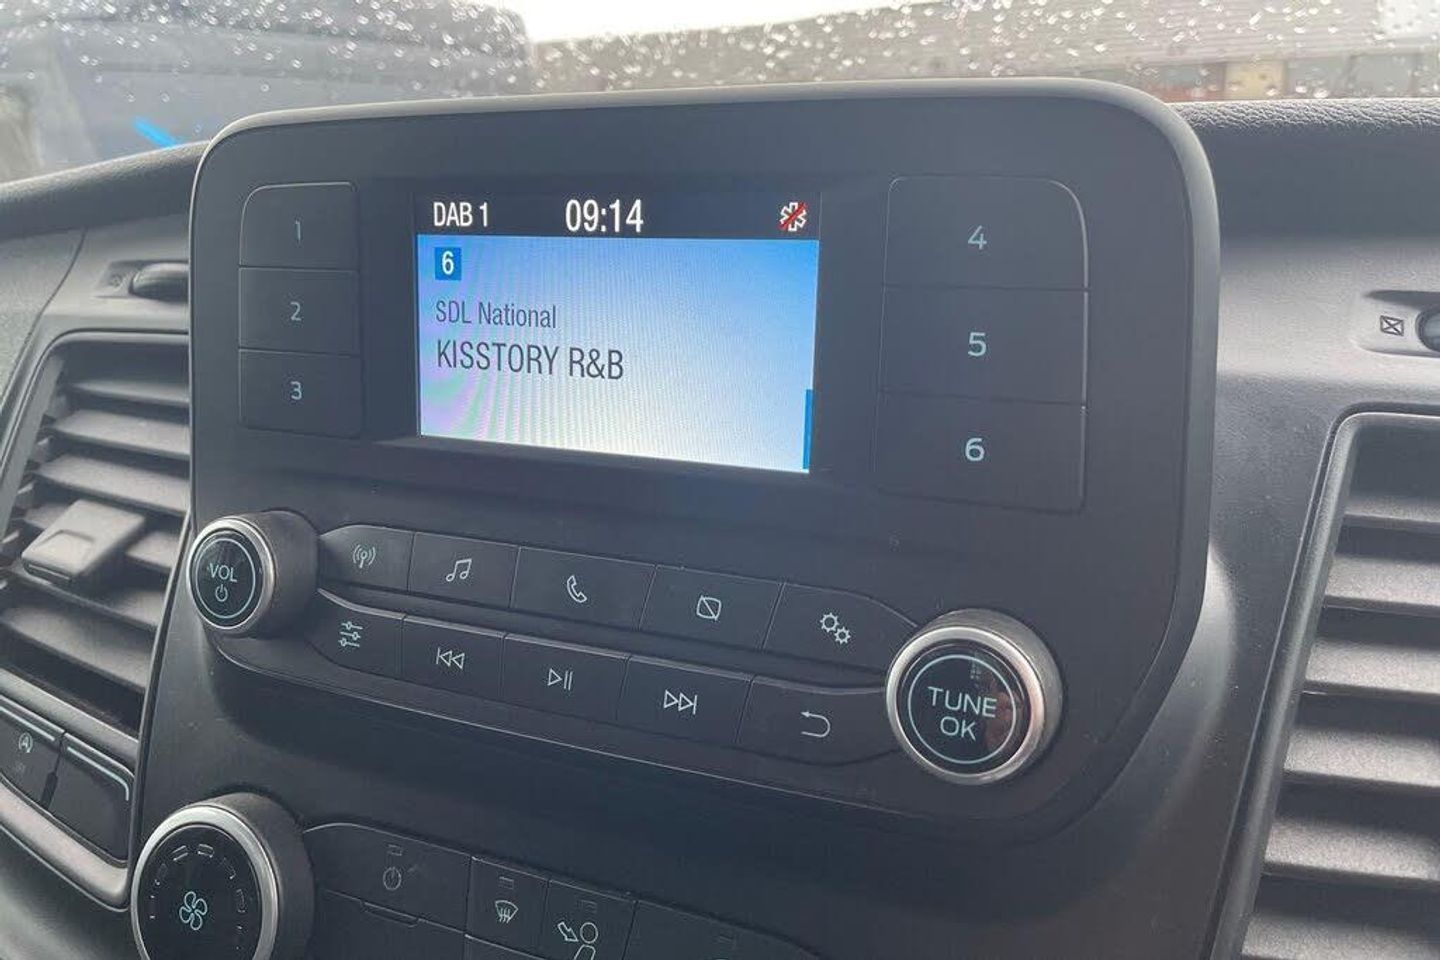 DAB 1 09:14
6
SDL National
KISSTORY R&B
1
2
3
4
5
6
VOL
TUNE
OK